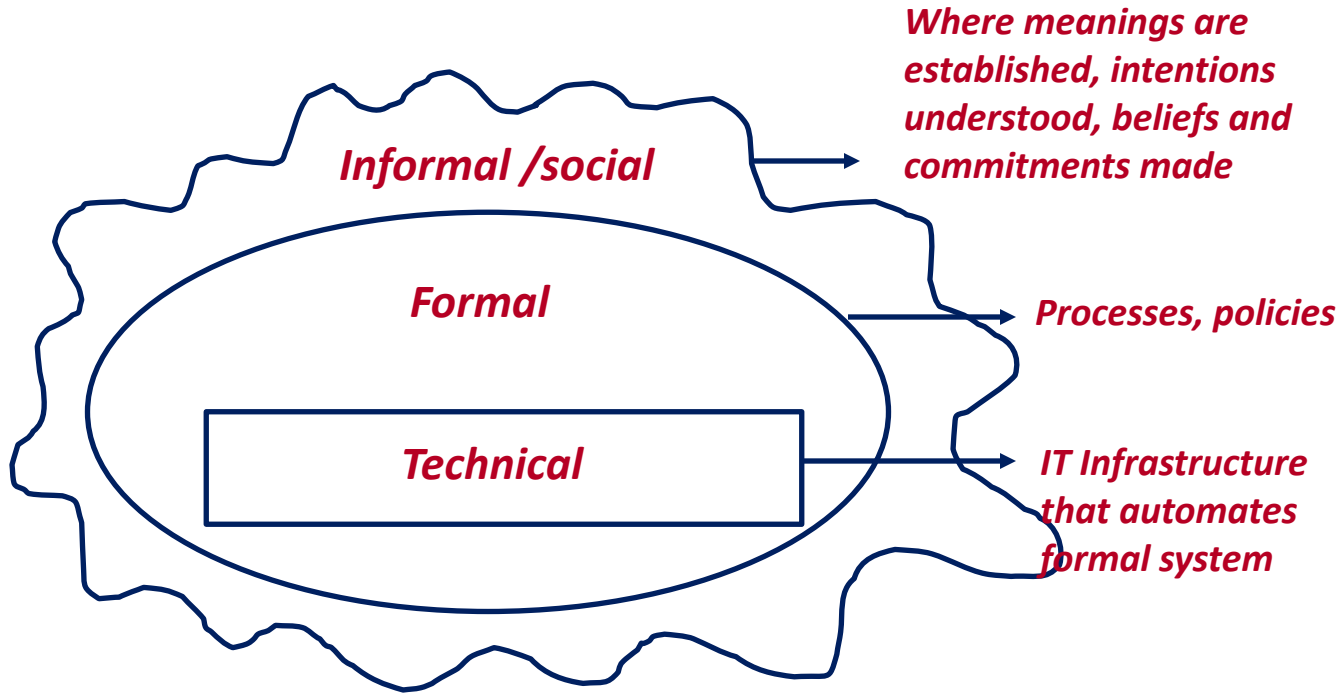 Where meanings are
established, intentions
understood, beliefs and
commitments made
Informal /social
Formal
Processes, policies
Technical
IT Infrastructure
that automates
formal system